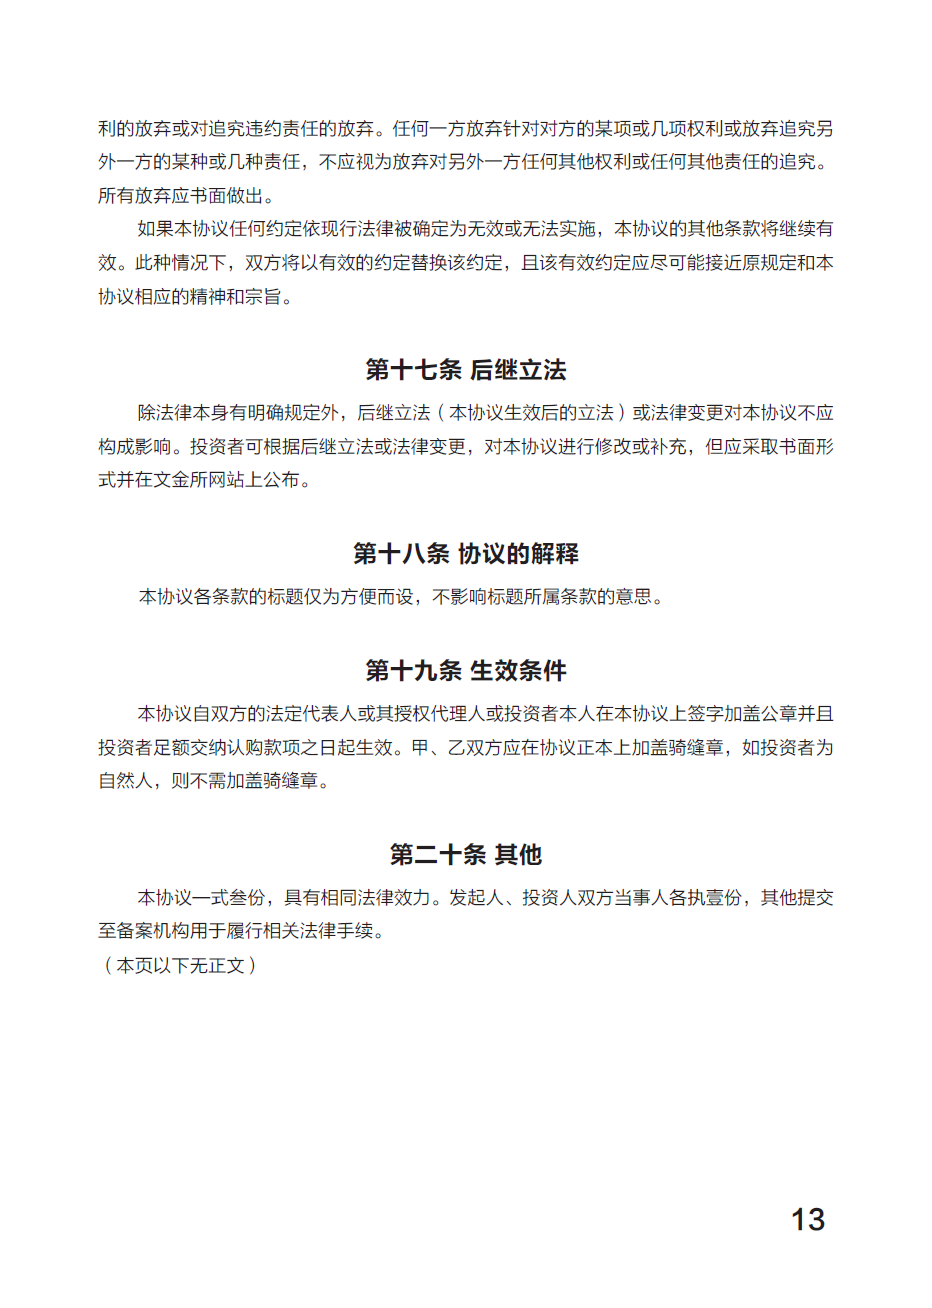 利的放弃或对追究违约责任的放弃。任何一方放弃针对对方的某项或几项权利或放弃追究另
外一方的某种或几种责任，不应视为放弃对另外一方任何其他权利或任何其他责任的追究。
所有放弃应书面做出。
如果本协议任何约定依现行法律被确定为无效或无法实施，本协议的其他条款将继续有
效。此种情况下，双方将以有效的约定替换该约定，且该有效约定应尽可能接近原规定和本
协议相应的精神和宗旨。
第十七条 后继立法
除法律本身有明确规定外，后继立法（本协议生效后的立法）或法律变更对本协议不应
构成影响。投资者可根据后继立法或法律变更，对本协议进行修改或补充，但应采取书面形
式并在文金所网站上公布。
第十八条 协议的解释
本协议各条款的标题仅为方便而设，不影响标题所属条款的意思。
第十九条 生效条件
本协议自双方的法定代表人或其授权代理人或投资者本人在本协议上签字加盖公章并且
投资者足额交纳认购款项之日起生效。甲、乙双方应在协议正本上加盖骑缝章，如投资者为
自然人，则不需加盖骑缝章。
第二十条 其他
本协议一式叁份，具有相同法律效力。发起人、投资人双方当事人各执壹份，其他提交
至备案机构用于履行相关法律手续。
（本页以下无正文）
13